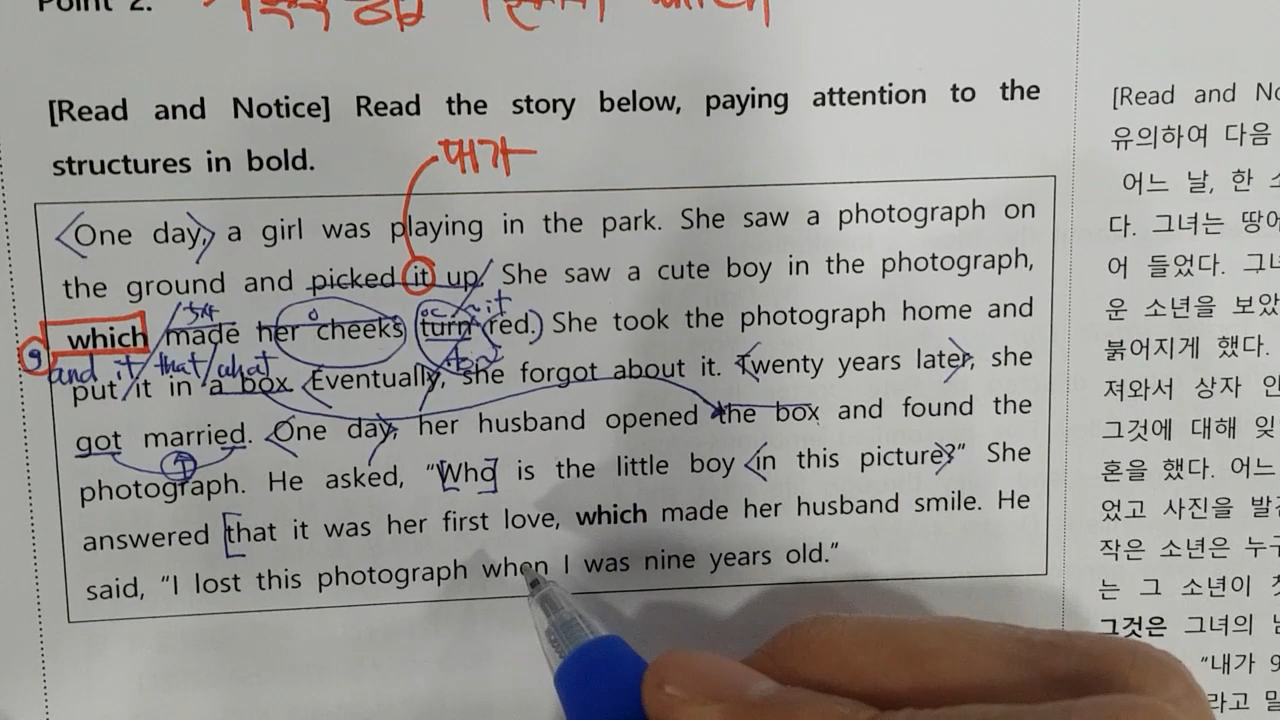 Point 2.
which
[Read and Notice] Read the story below, paying attention to the
structures in bold.
대가
One day, a girl was playing in the park. She saw a photograph on
the ground and picked it up. She saw a cute boy in the photograph,
which made her cheeks turn red. She took the photograph home and
and it that/what
put it in a box. Eventually, she forgot about it. Twenty years later, she
got married. One day, her husband opened the box and found the
photograph. He asked, “Who is the little boy in this picture?” She
answered that it was her first love, which made her husband smile. He
said, “I lost this photograph when I was nine years old.”
[Read and No
유의하여 다음
어느 날, 한 소
다. 그녀는 땅에
어 들었다. 그녀
운 소년을 보았
붉어지게 했다.
져와서 상자 안
그것에 대해 잊
혼을 했다. 어느
었고 사진을 발견
작은 소년은 누구
는 그 소년이 첫
그것은 그녀의 남
“내가 9
라고 말